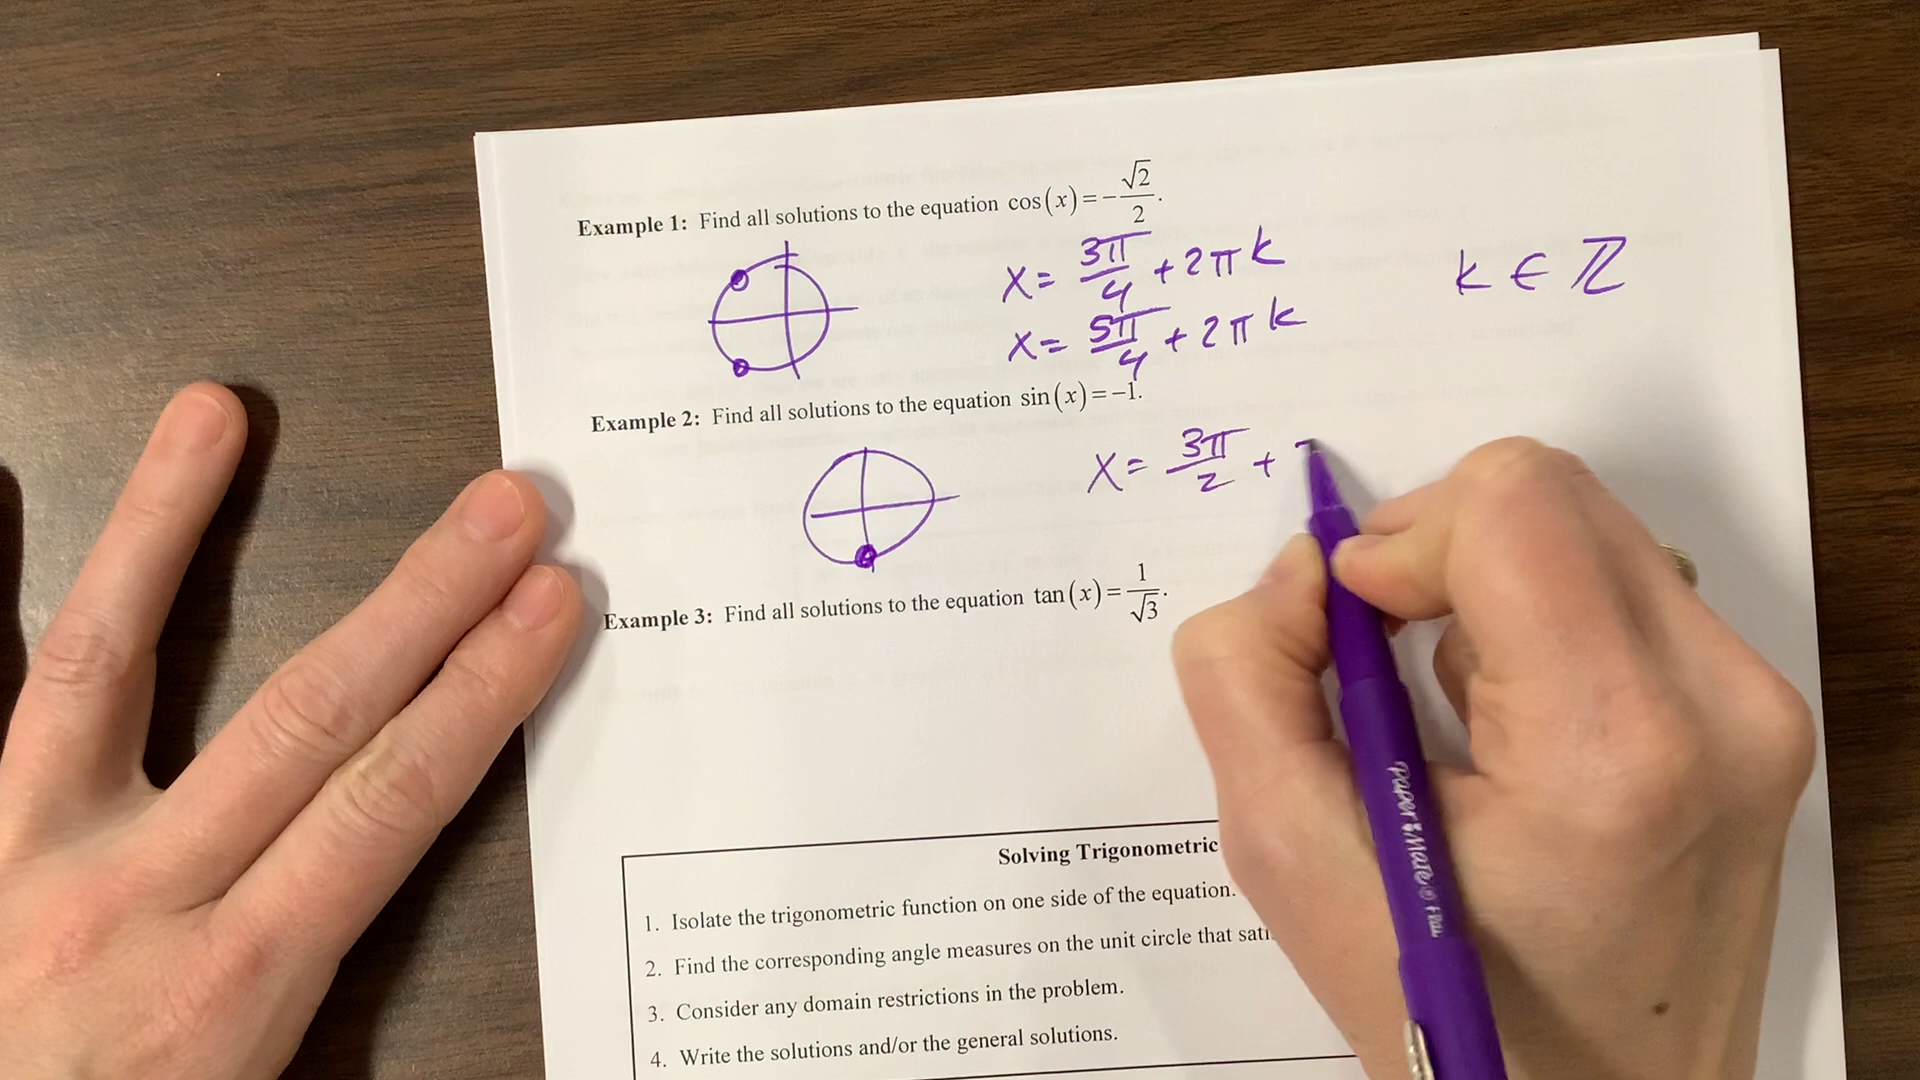 Example 1: Find all solutions to the equation cos(x) = -√2/2.
x = 3π/4 + 2πk
k ∈ ℤ
x = 5π/4 + 2πk
Example 2: Find all solutions to the equation sin(x) = -1.
x = 3π/2 +
Example 3: Find all solutions to the equation tan(x) = 1/√3.
Solving Trigonometric
1. Isolate the trigonometric function on one side of the equation.
2. Find the corresponding angle measures on the unit circle that
3. Consider any domain restrictions in the problem.
4. Write the solutions and/or the general solutions.
paper mate